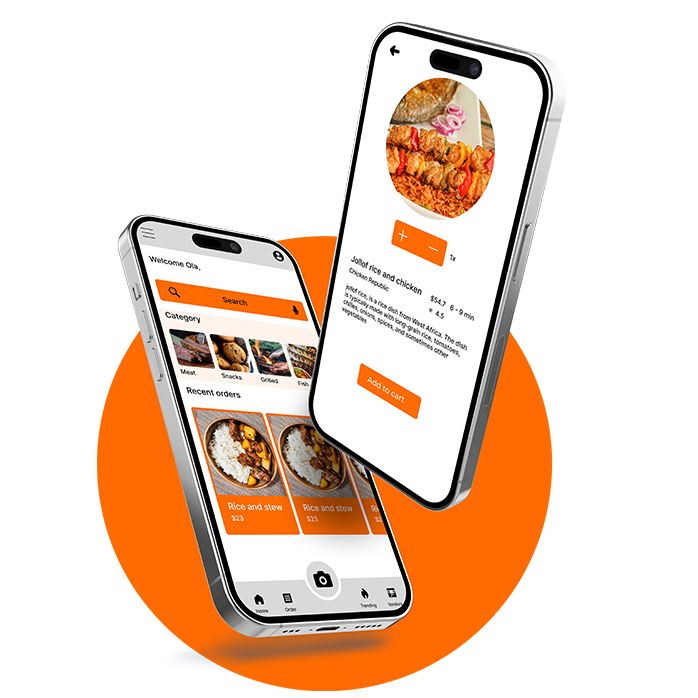 Welcome Ola,
Search
Category
Meat Snacks Grilled Fish
Recent orders
Rice and stew
$23
Rice and stew
$23
Home Order Trending Vendors
1x
Jollof rice and chicken
Chicken Republic
$54.7 6 - 9 min
4.5
jollof rice, is a rice dish from West Africa. The dish
is typically made with long-grain rice, tomatoes,
chilies, onions, spices, and sometimes other
vegetables
Add to cart